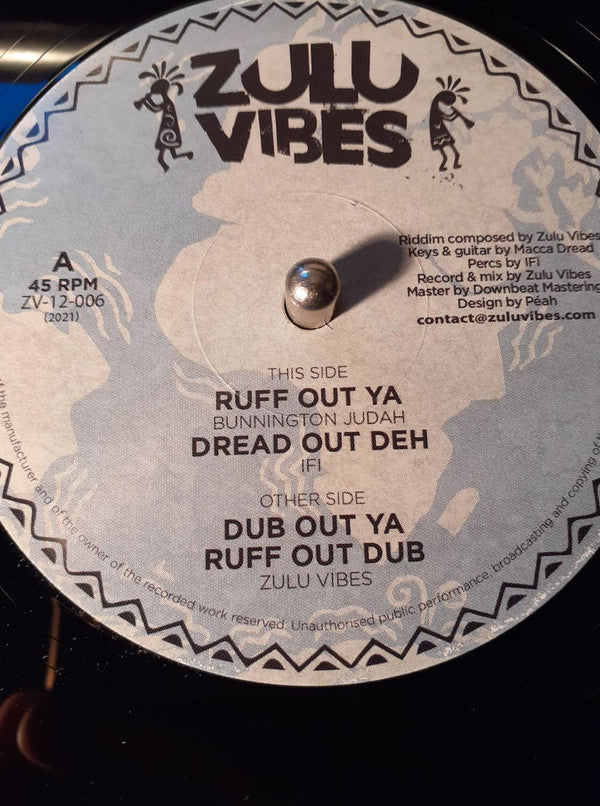 ZULU
VIBES
A
45 RPM
ZV-12-006
(2021)
Riddim composed by Zulu Vibes
Keys & guitar by Macca Dread
Percs by IFi
Record & mix by Zulu Vibes
Master by Downbeat Mastering
Design by Péah
contact@zuluvibes.com
THIS SIDE
RUFF OUT YA
BUNNINGTON JUDAH
DREAD OUT DEH
IFI
OTHER SIDE
DUB OUT YA
RUFF OUT DUB
ZULU VIBES
of the manufacturer and of the owner of the recorded work reserved. Unauthorised public performance, broadcasting and copying of